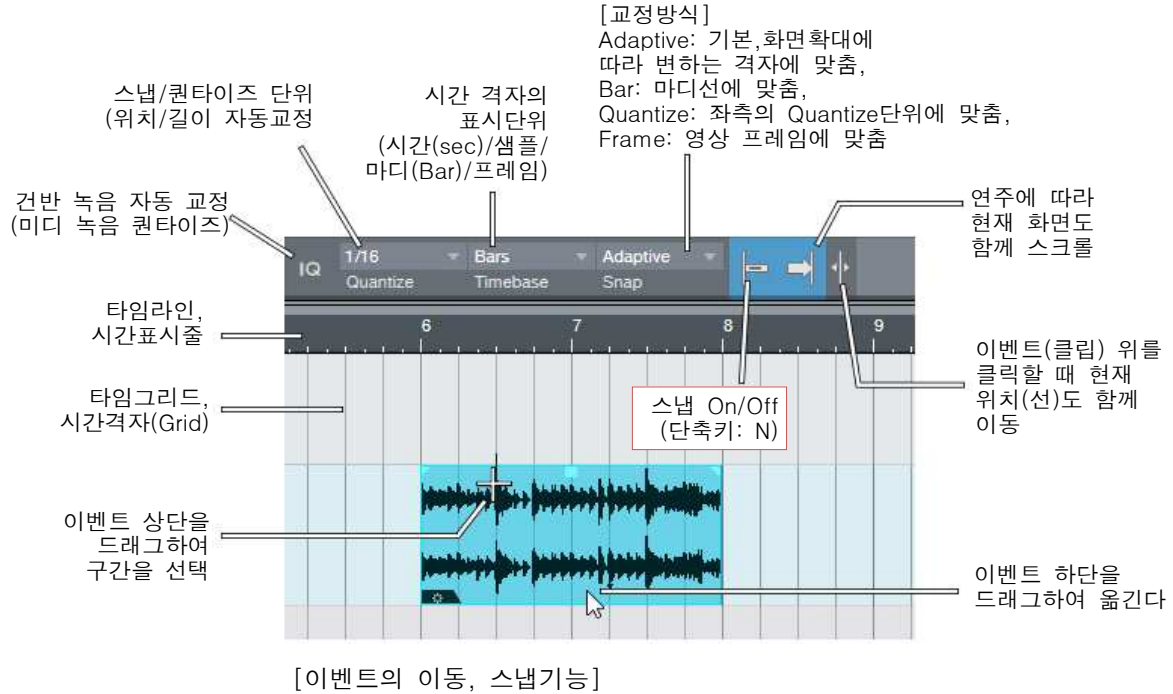 [교정방식]
Adaptive: 기본,화면확대에
따라 변하는 격자에 맞춤,
Bar: 마디선에 맞춤,
Quantize: 좌측의 Quantize단위에 맞춤,
Frame: 영상 프레임에 맞춤
스냅/퀀타이즈 단위
(위치/길이 자동교정
시간 격자의
표시단위
(시간(sec)/샘플/
마디(Bar)/프레임)
건반 녹음 자동 교정
(미디 녹음 퀀타이즈)
연주에 따라
현재 화면도
함께 스크롤
IQ
1/16
Quantize
Bars
Timebase
Adaptive
Snap
타임라인,
시간표시줄
6 7 8 9
이벤트(클립) 위를
클릭할 때 현재
위치(선)도 함께
이동
타임그리드,
시간격자(Grid)
스냅 On/Off
(단축키: N)
이벤트 상단을
드래그하여
구간을 선택
이벤트 하단을
드래그하여 옮긴다
[이벤트의 이동, 스냅기능]